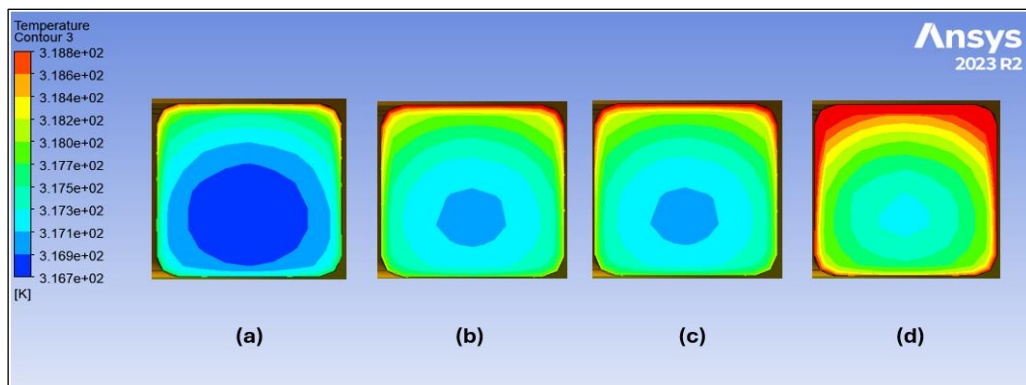 Temperature
Contour 3
3.188e+02
3.186e+02
3.184e+02
3.182e+02
3.180e+02
3.177e+02
3.175e+02
3.173e+02
3.171e+02
3.169e+02
3.167e+02
[K]
Ansys
2023 R2
(a)
(b)
(c)
(d)